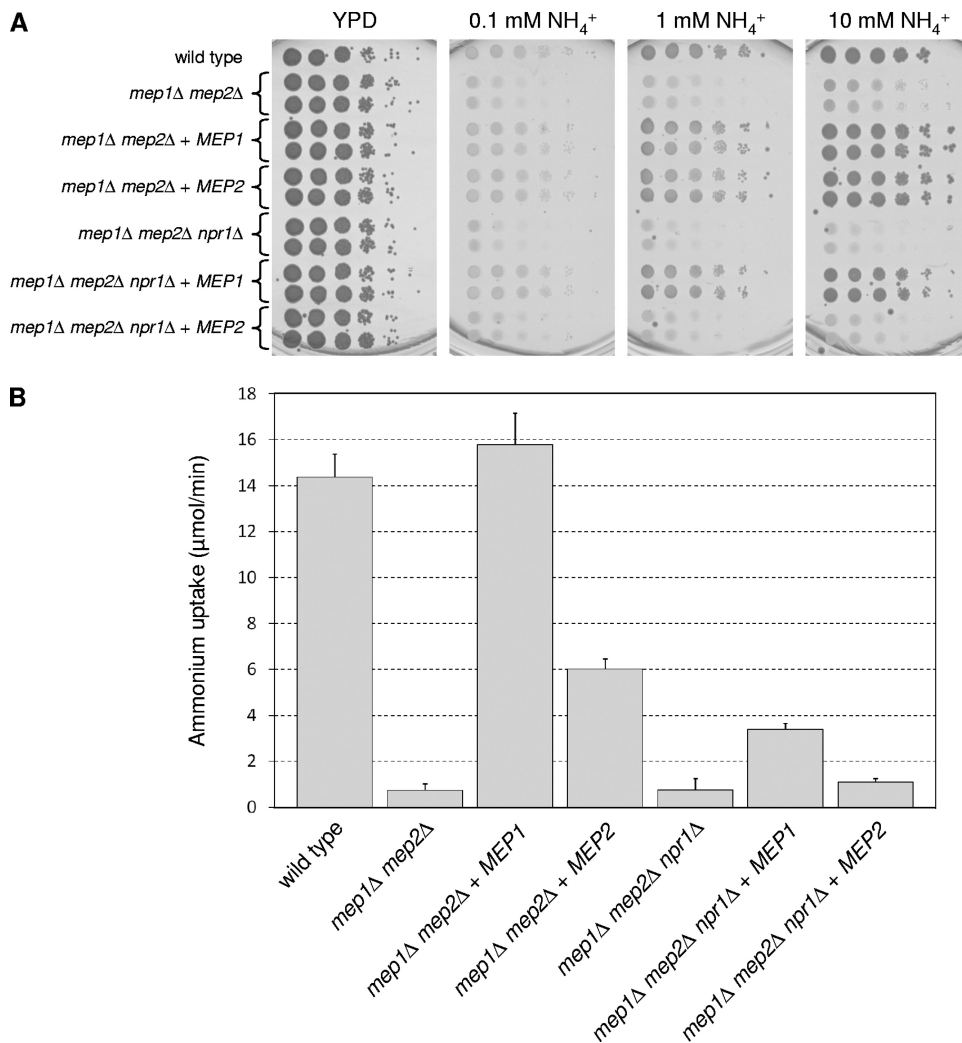 A
YPD
0.1 mM NH4+
1 mM NH4+
10 mM NH4+
wild type
mep1Δ mep2Δ
mep1Δ mep2Δ + MEP1
mep1Δ mep2Δ + MEP2
mep1Δ mep2Δ npr1Δ
mep1Δ mep2Δ npr1Δ + MEP1
mep1Δ mep2Δ npr1Δ + MEP2
B
Ammonium uptake (μmol/min)
18
16
14
12
10
8
6
4
2
0
wild type
mep1Δ mep2Δ
mep1Δ mep2Δ + MEP1
mep1Δ mep2Δ + MEP2
mep1Δ mep2Δ npr1Δ
mep1Δ mep2Δ npr1Δ + MEP1
mep1Δ mep2Δ npr1Δ + MEP2